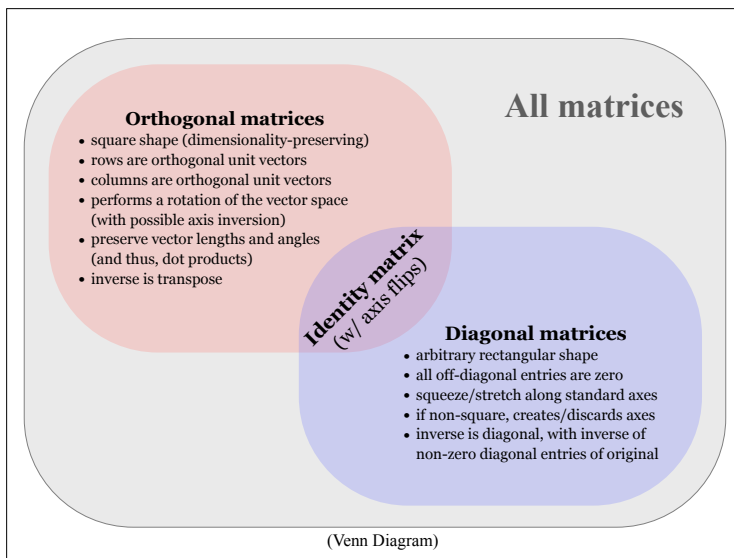 All matrices
Orthogonal matrices
• square shape (dimensionality-preserving)
• rows are orthogonal unit vectors
• columns are orthogonal unit vectors
• performs a rotation of the vector space
(with possible axis inversion)
• preserve vector lengths and angles
(and thus, dot products)
• inverse is transpose
Identity matrix
(w/ axis flips)
Diagonal matrices
• arbitrary rectangular shape
• all off-diagonal entries are zero
• squeeze/stretch along standard axes
• if non-square, creates/discards axes
• inverse is diagonal, with inverse of
non-zero diagonal entries of original
(Venn Diagram)